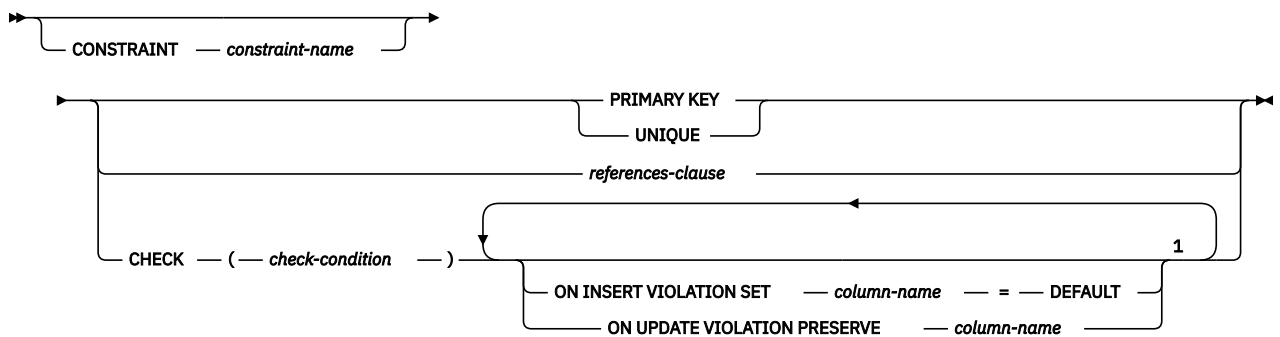 CONSTRAINT constraint-name
PRIMARY KEY
UNIQUE
references-clause
1
CHECK ( check-condition )
ON INSERT VIOLATION SET column-name = DEFAULT
ON UPDATE VIOLATION PRESERVE column-name